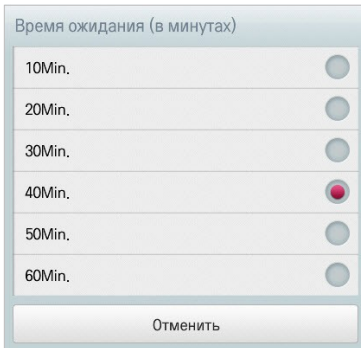 Время ожидания (в минутах)
10Min.
20Min.
30Min.
40Min.
50Min.
60Min.
Отменить